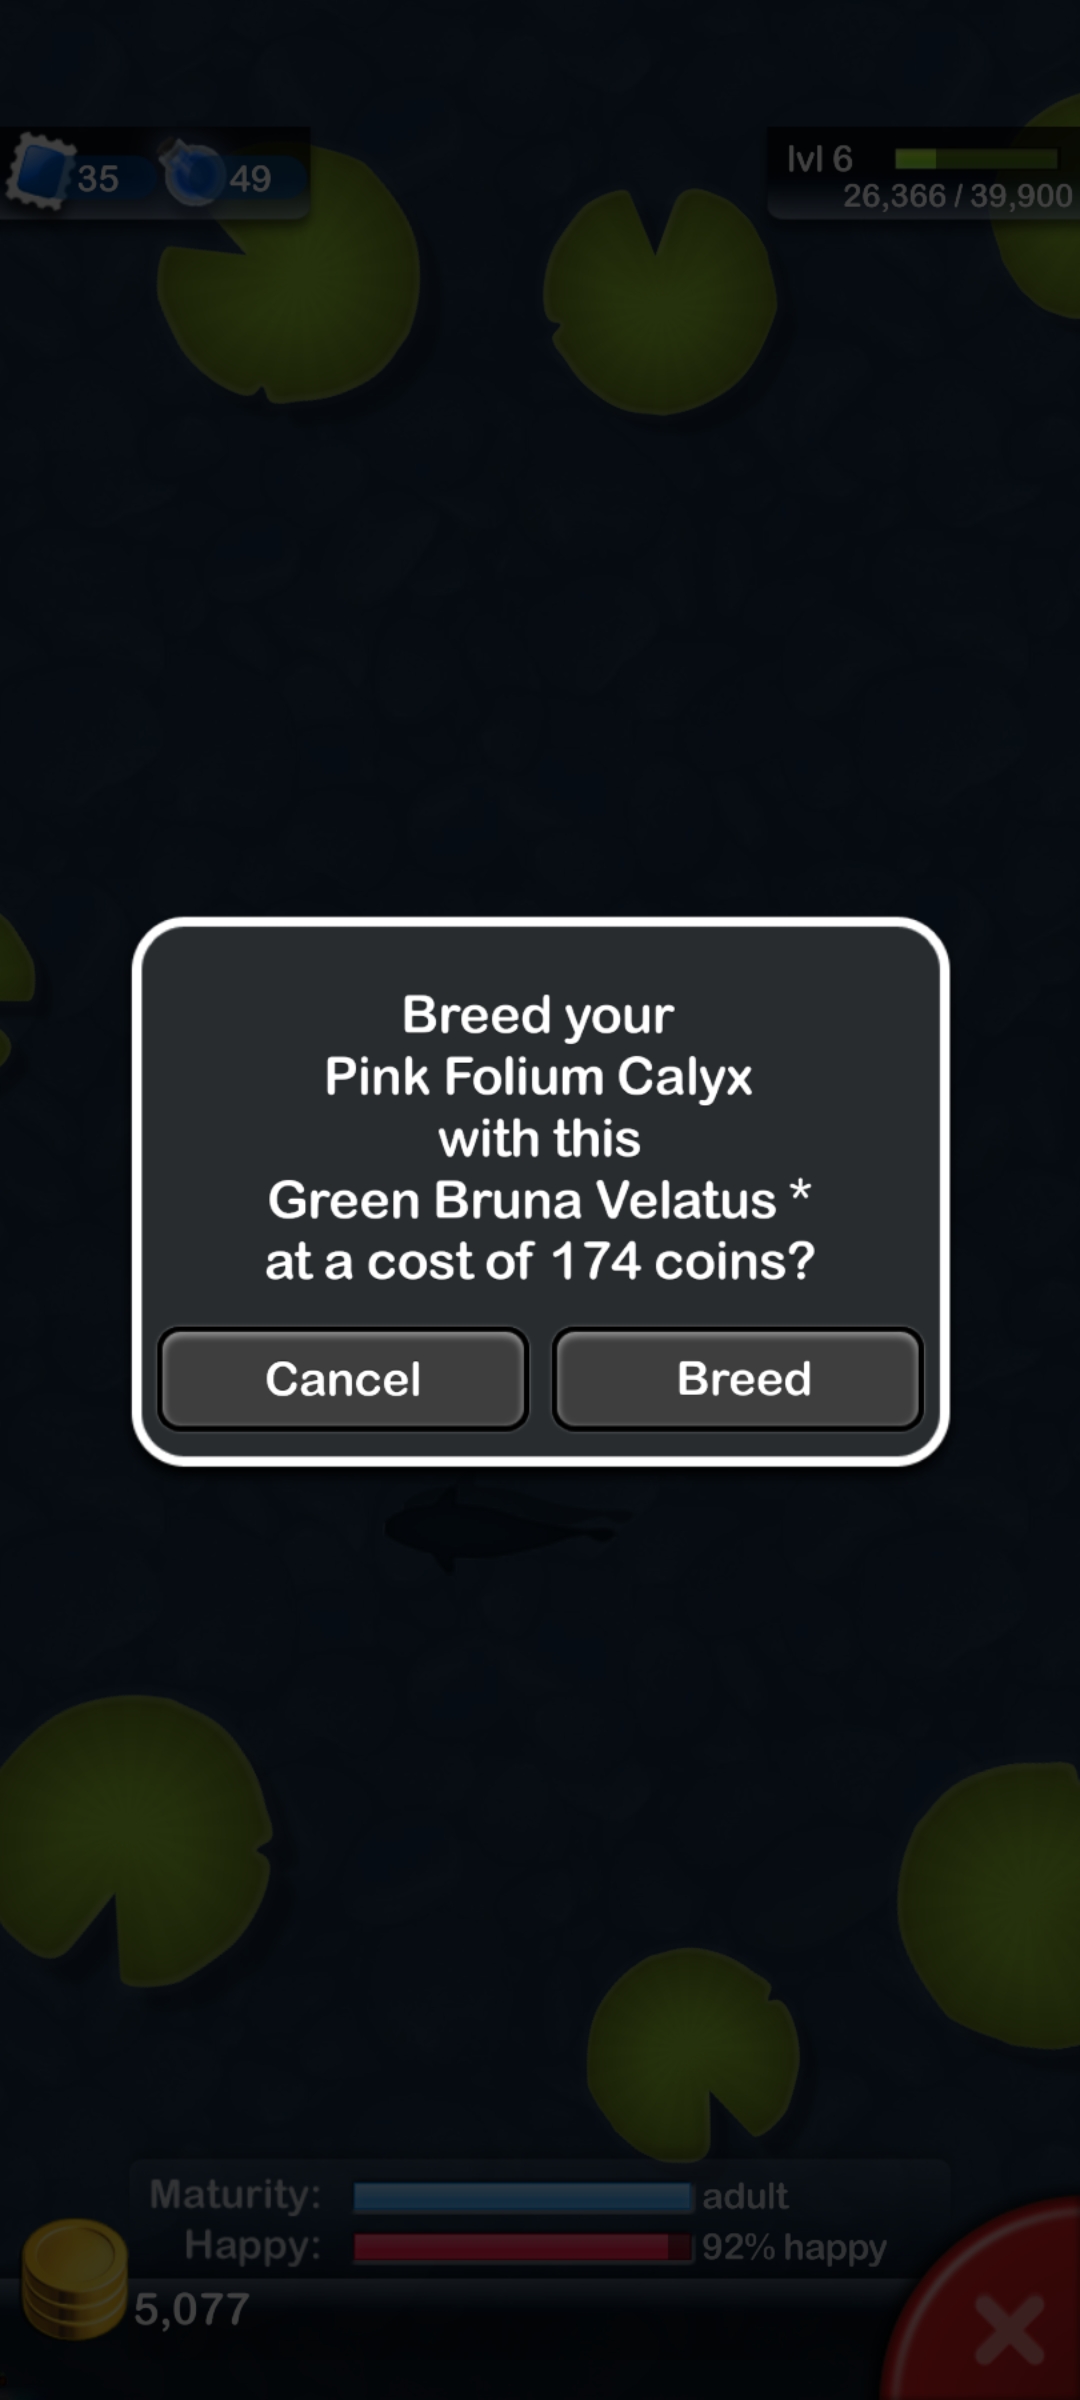 35 49
lvl 6
26,366 / 39,900
Breed your
Pink Folium Calyx
with this
Green Bruna Velatus *
at a cost of 174 coins?
Cancel Breed
Maturity: adult
Happy: 92% happy
5,077